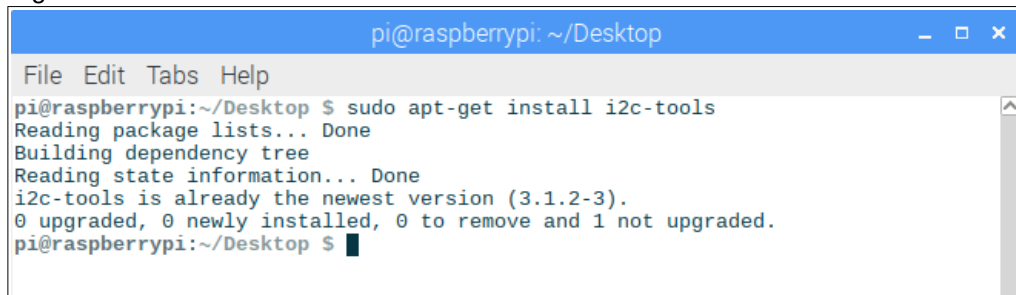 pi@raspberrypi: ~/Desktop
File Edit Tabs Help
pi@raspberrypi:~/Desktop $ sudo apt-get install i2c-tools
Reading package lists... Done
Building dependency tree
Reading state information... Done
i2c-tools is already the newest version (3.1.2-3).
0 upgraded, 0 newly installed, 0 to remove and 1 not upgraded.
pi@raspberrypi:~/Desktop $